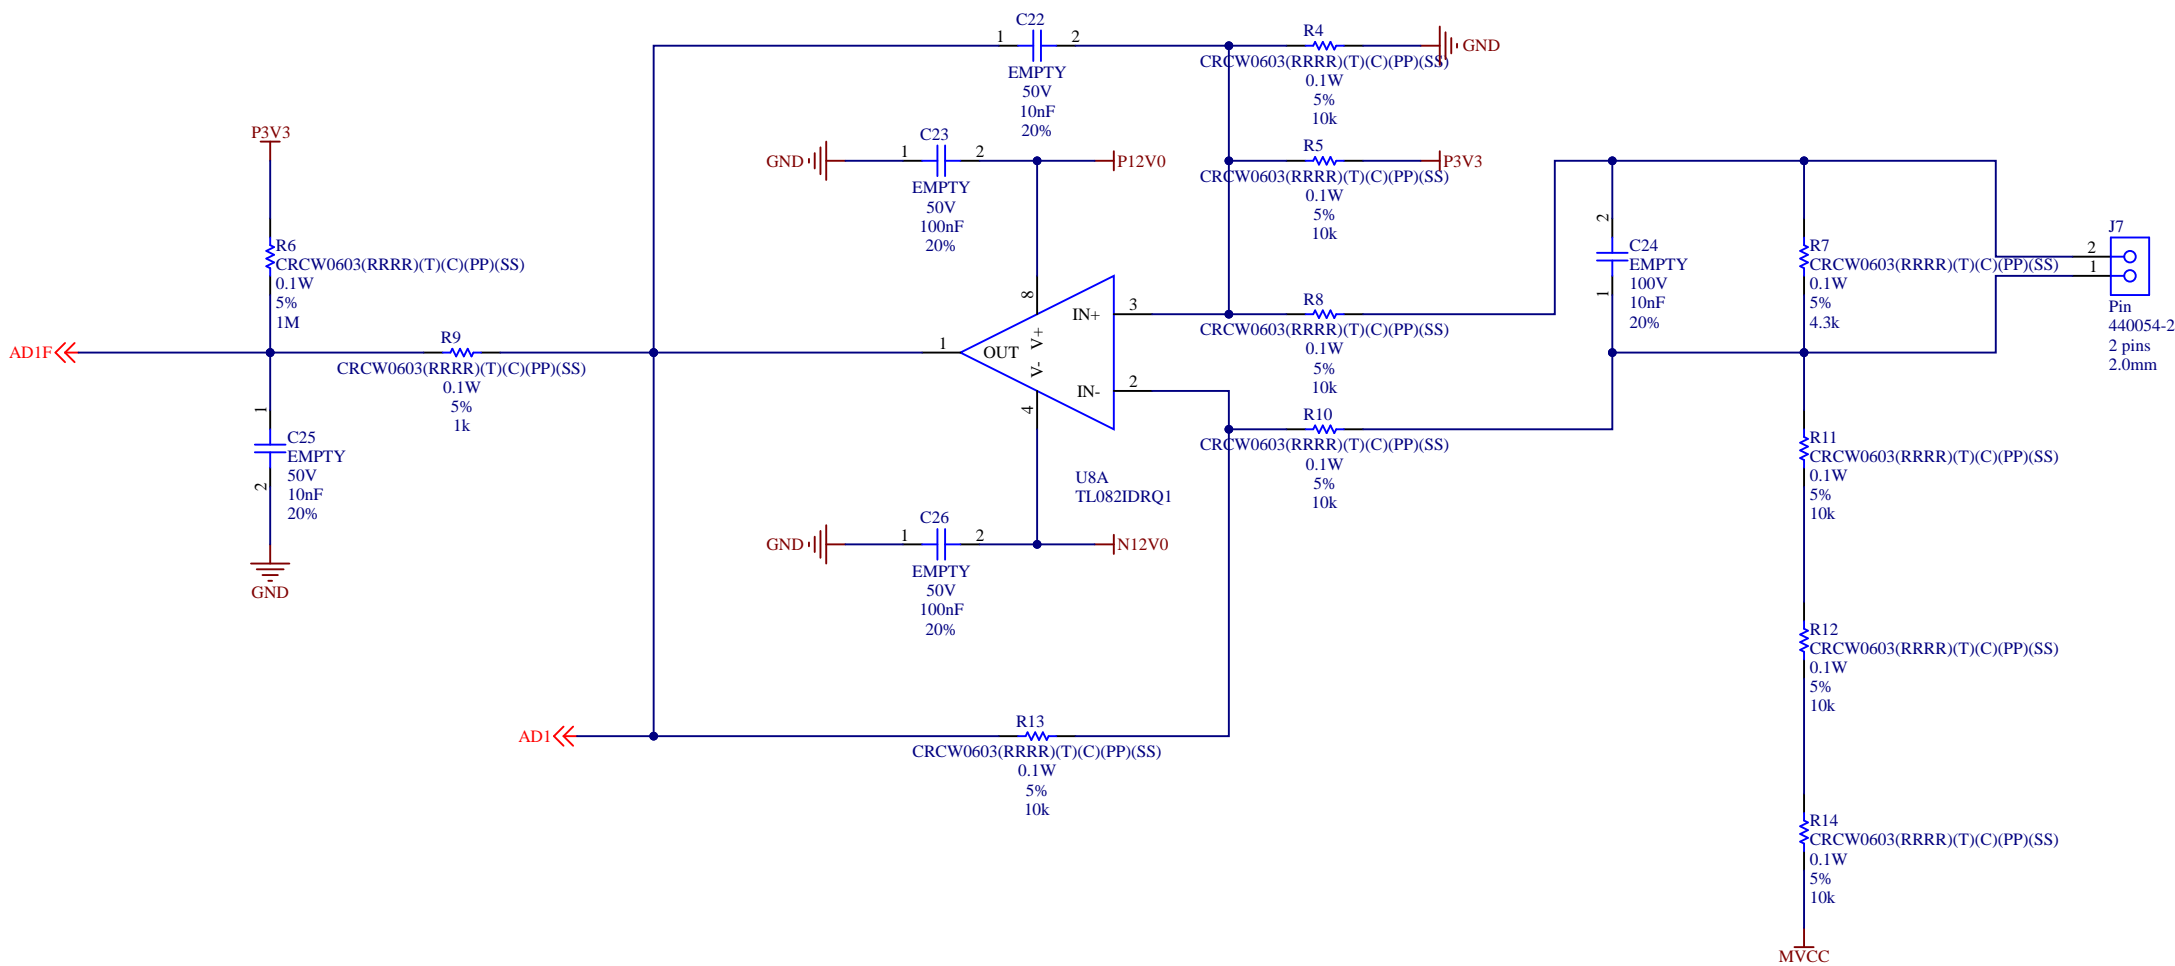 C22
1
2
EMPTY
50V
10nF
20%
R4
GND
CRCW0603(RRRR)(T)(C)(PP)(SS)
0.1W
5%
10k
P3V3
C23
GND
1
2
P12V0
EMPTY
50V
100nF
20%
R5
P3V3
CRCW0603(RRRR)(T)(C)(PP)(SS)
0.1W
5%
10k
R6
CRCW0603(RRRR)(T)(C)(PP)(SS)
0.1W
5%
1M
2
C24
EMPTY
100V
10nF
20%
1
R7
CRCW0603(RRRR)(T)(C)(PP)(SS)
0.1W
5%
4.3k
J7
2
1
Pin
440054-2
2 pins
2.0mm
AD1F
R9
CRCW0603(RRRR)(T)(C)(PP)(SS)
0.1W
5%
1k
8
IN+
3
V+
1
OUT
V-
IN-
2
4
U8A
TL082IDRQ1
R8
CRCW0603(RRRR)(T)(C)(PP)(SS)
0.1W
5%
10k
R10
CRCW0603(RRRR)(T)(C)(PP)(SS)
0.1W
5%
10k
1
C25
EMPTY
50V
10nF
20%
2
GND
R11
CRCW0603(RRRR)(T)(C)(PP)(SS)
0.1W
5%
10k
C26
GND
1
2
N12V0
EMPTY
50V
100nF
20%
R12
CRCW0603(RRRR)(T)(C)(PP)(SS)
0.1W
5%
10k
AD1
R13
CRCW0603(RRRR)(T)(C)(PP)(SS)
0.1W
5%
10k
R14
CRCW0603(RRRR)(T)(C)(PP)(SS)
0.1W
5%
10k
MVCC